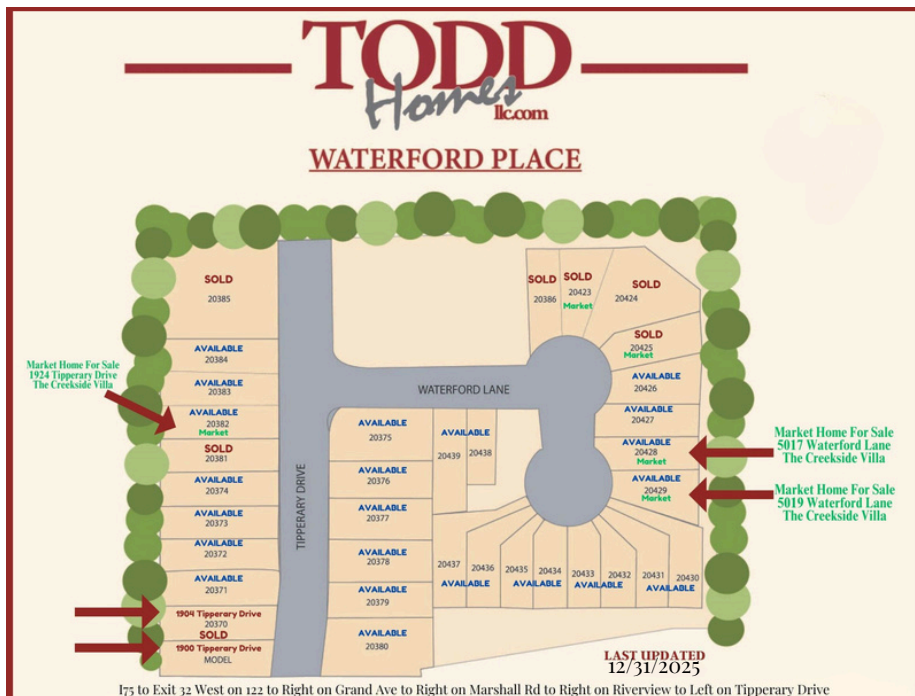 TODD
Homes
llc.com
WATERFORD PLACE
SOLD
20385
AVAILABLE
20384
AVAILABLE
20383
Market Home For Sale
1924 Tipperary Drive
The Creekside Villa
AVAILABLE
20382
Market
SOLD
20381
AVAILABLE
20374
AVAILABLE
20373
AVAILABLE
20372
AVAILABLE
20371
1904 Tipperary Drive
20370
SOLD
1900 Tipperary Drive
MODEL
TIPPERARY DRIVE
WATERFORD LANE
AVAILABLE
20375
AVAILABLE
20376
AVAILABLE
20377
AVAILABLE
20378
AVAILABLE
20379
AVAILABLE
20380
AVAILABLE
20439
20438
SOLD
20386
SOLD
20423
Market
SOLD
20424
SOLD
20425
Market
AVAILABLE
20426
AVAILABLE
20427
AVAILABLE
20428
Market
AVAILABLE
20429
Market
Market Home For Sale
5017 Waterford Lane
The Creekside Villa
Market Home For Sale
5019 Waterford Lane
The Creekside Villa
20437 20436 20435 20434 20433 20432 20431 20430
AVAILABLE AVAILABLE AVAILABLE AVAILABLE
LAST UPDATED
12/31/2025
I75 to Exit 32 West on 122 to Right on Grand Ave to Right on Marshall Rd to Right on Riverview to Left on Tipperary Drive